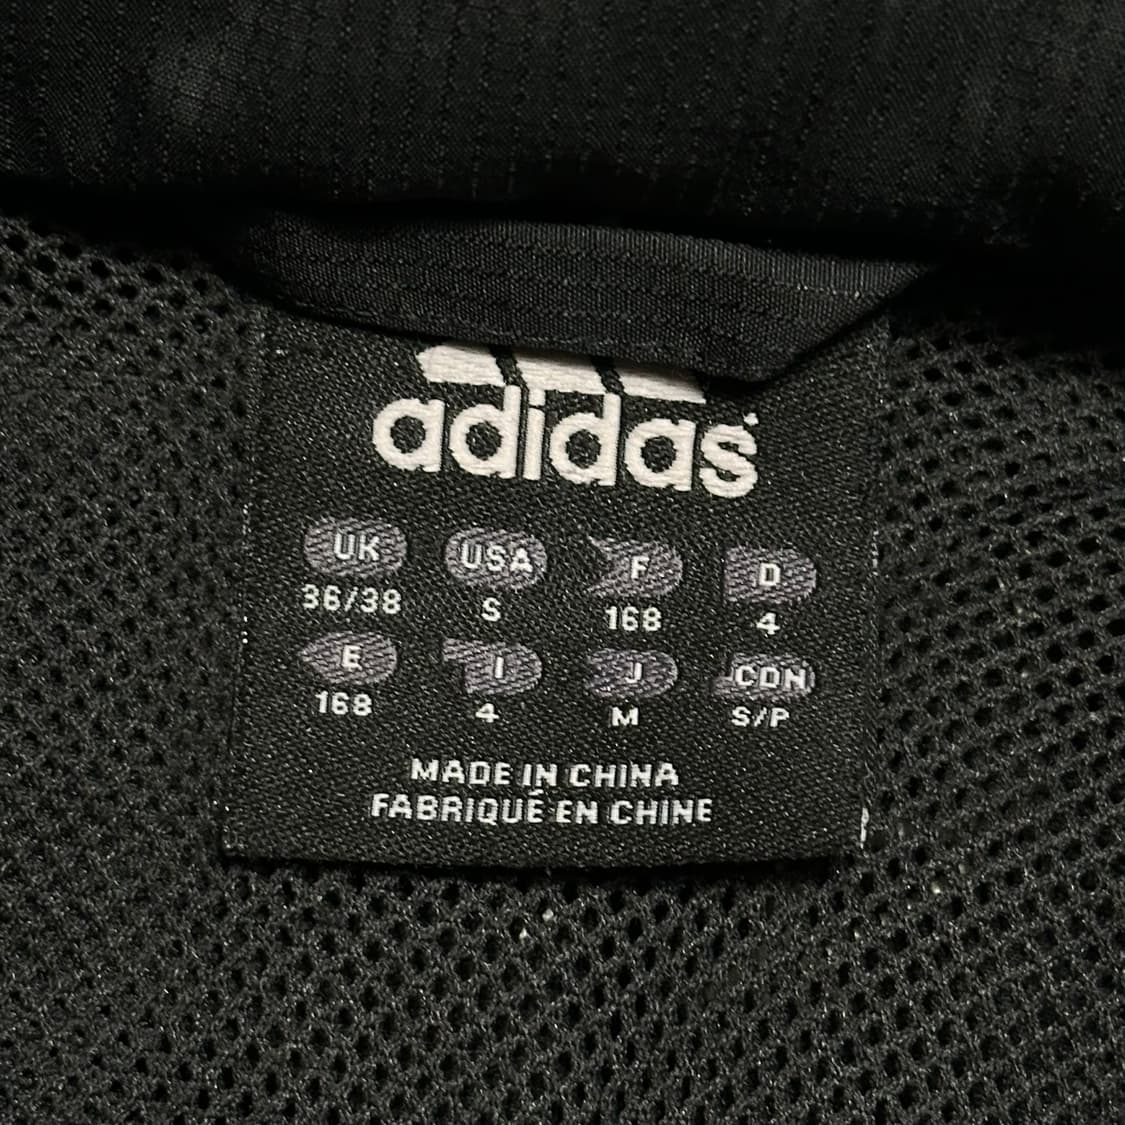 adidas
UK USA F D
36/38 S 168 4
E I J CDN
168 4 M S/P
MADE IN CHINA
FABRIQUÉ EN CHINE